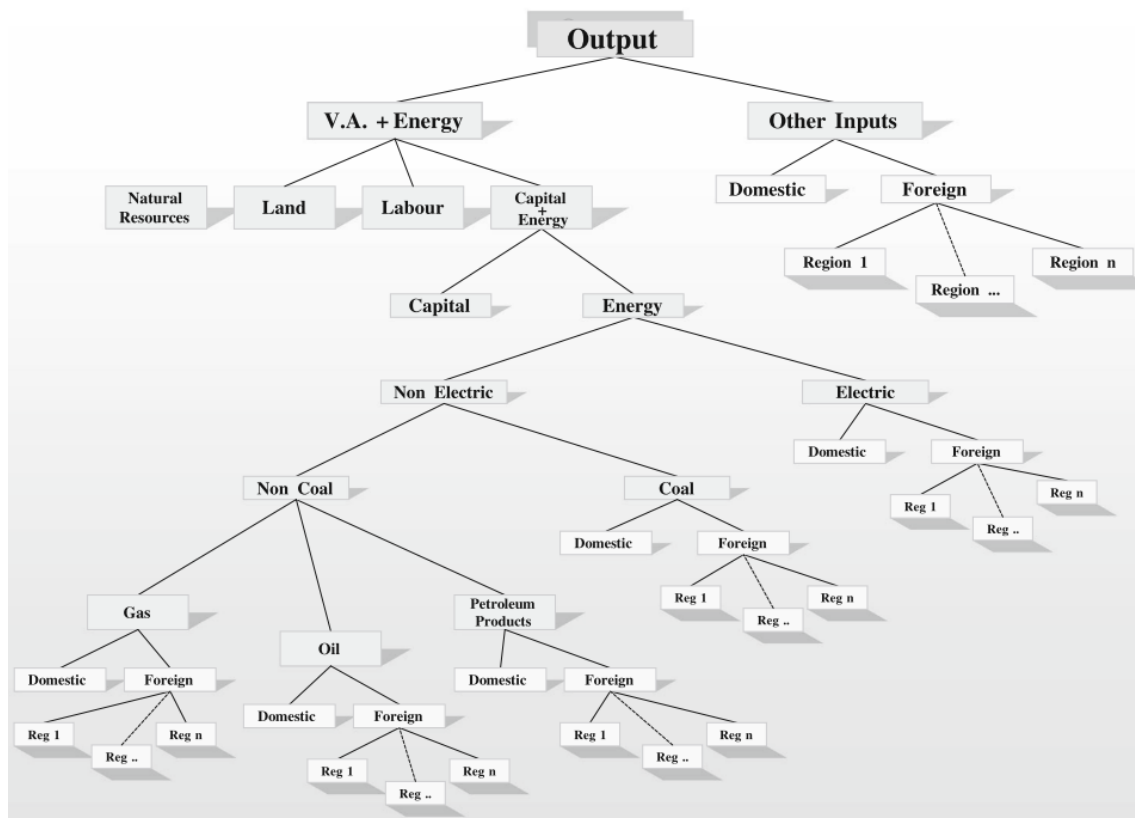 Output
V.A. + Energy
Other Inputs
Natural
Resources
Land
Labour
Capital
+
Energy
Domestic
Foreign
Region 1
Region ...
Region n
Capital
Energy
Non Electric
Electric
Domestic
Foreign
Reg 1
Reg ..
Reg n
Non Coal
Coal
Domestic
Foreign
Reg 1
Reg ..
Reg n
Gas
Oil
Petroleum
Products
Domestic
Foreign
Reg 1
Reg ..
Reg n
Domestic
Foreign
Reg 1
Reg ..
Reg n
Domestic
Foreign
Reg 1
Reg ..
Reg n